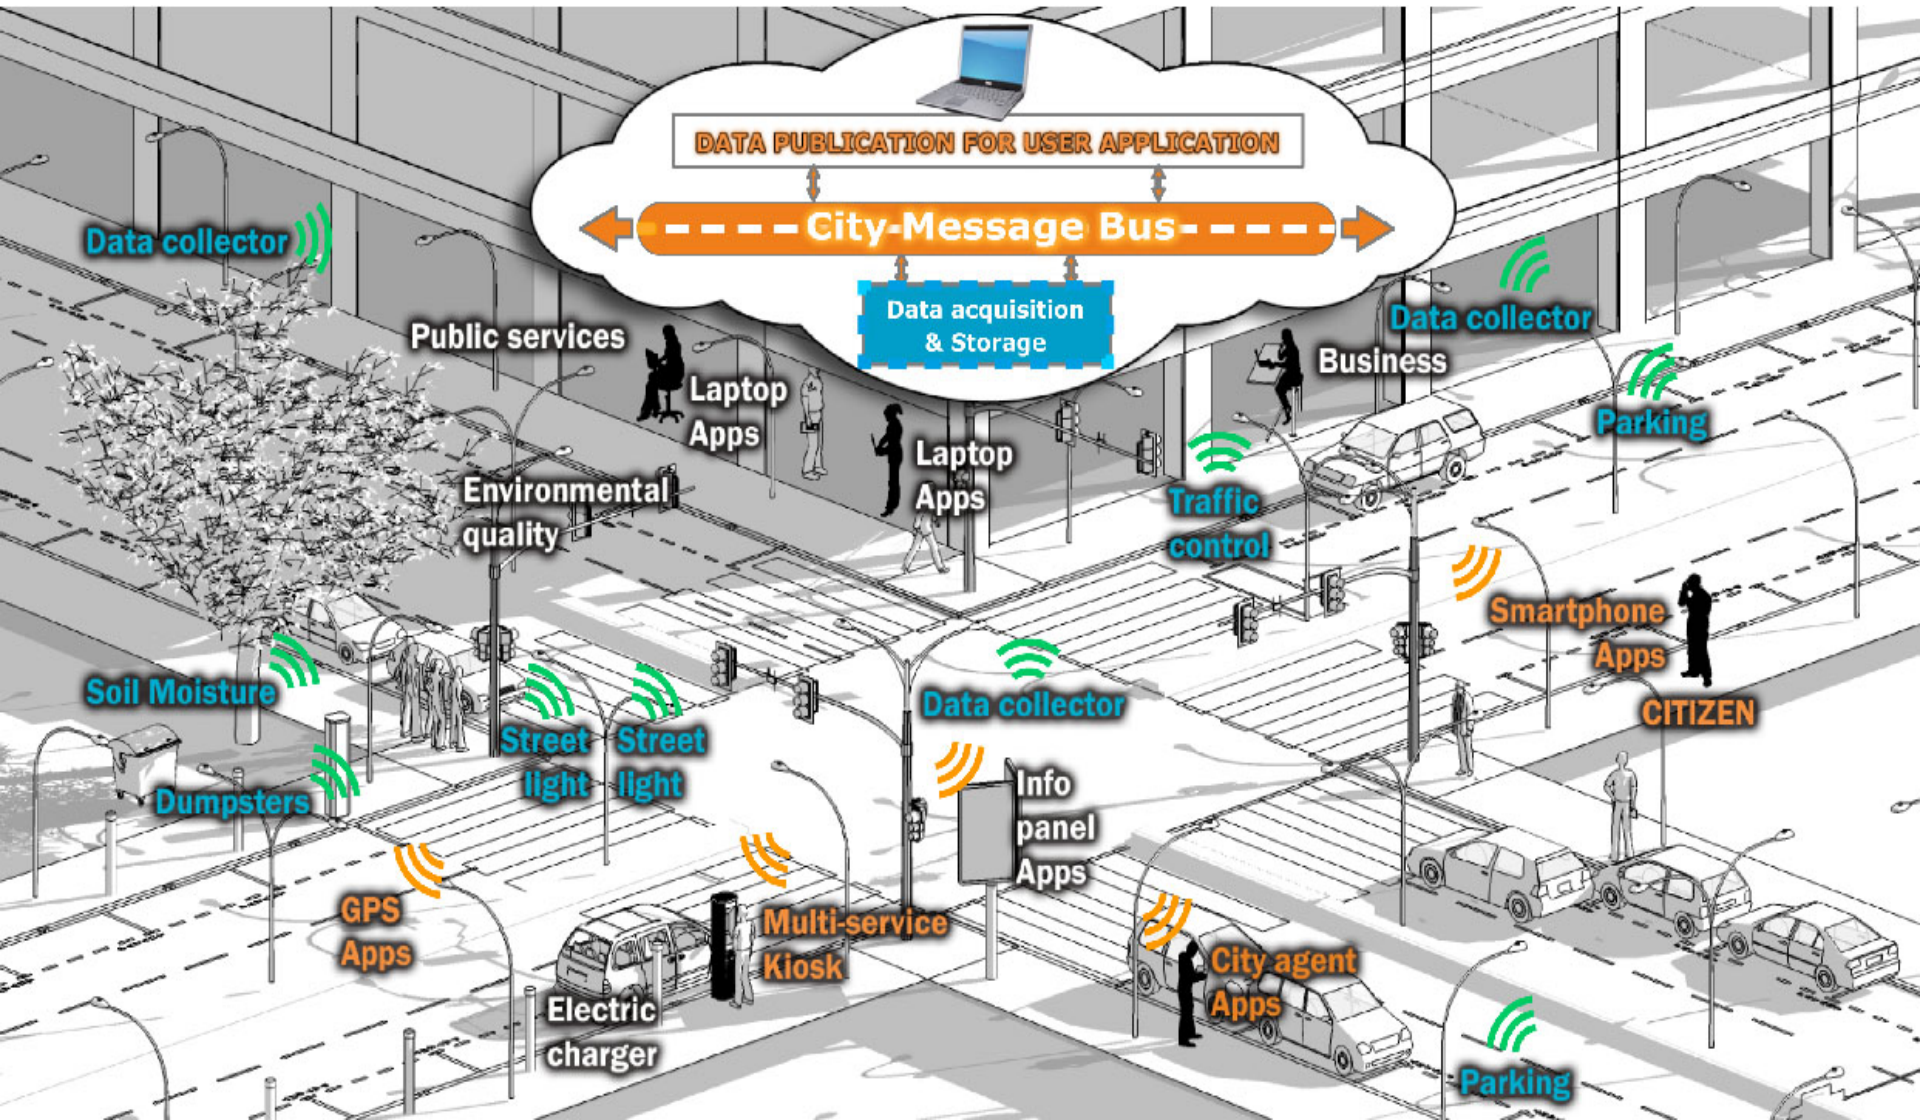 DATA PUBLICATION FOR USER APPLICATION
City Message Bus
Data acquisition
& Storage
Data collector
Data collector
Public services
Business
Laptop
Apps
Parking
Laptop
Apps
Environmental
quality
Traffic
control
Smartphone
Apps
CITIZEN
Soil Moisture
Data collector
Street
light
Street
light
Dumpsters
Info
panel
Apps
GPS
Apps
Multi-service
Kiosk
City agent
Apps
Electric
charger
Parking